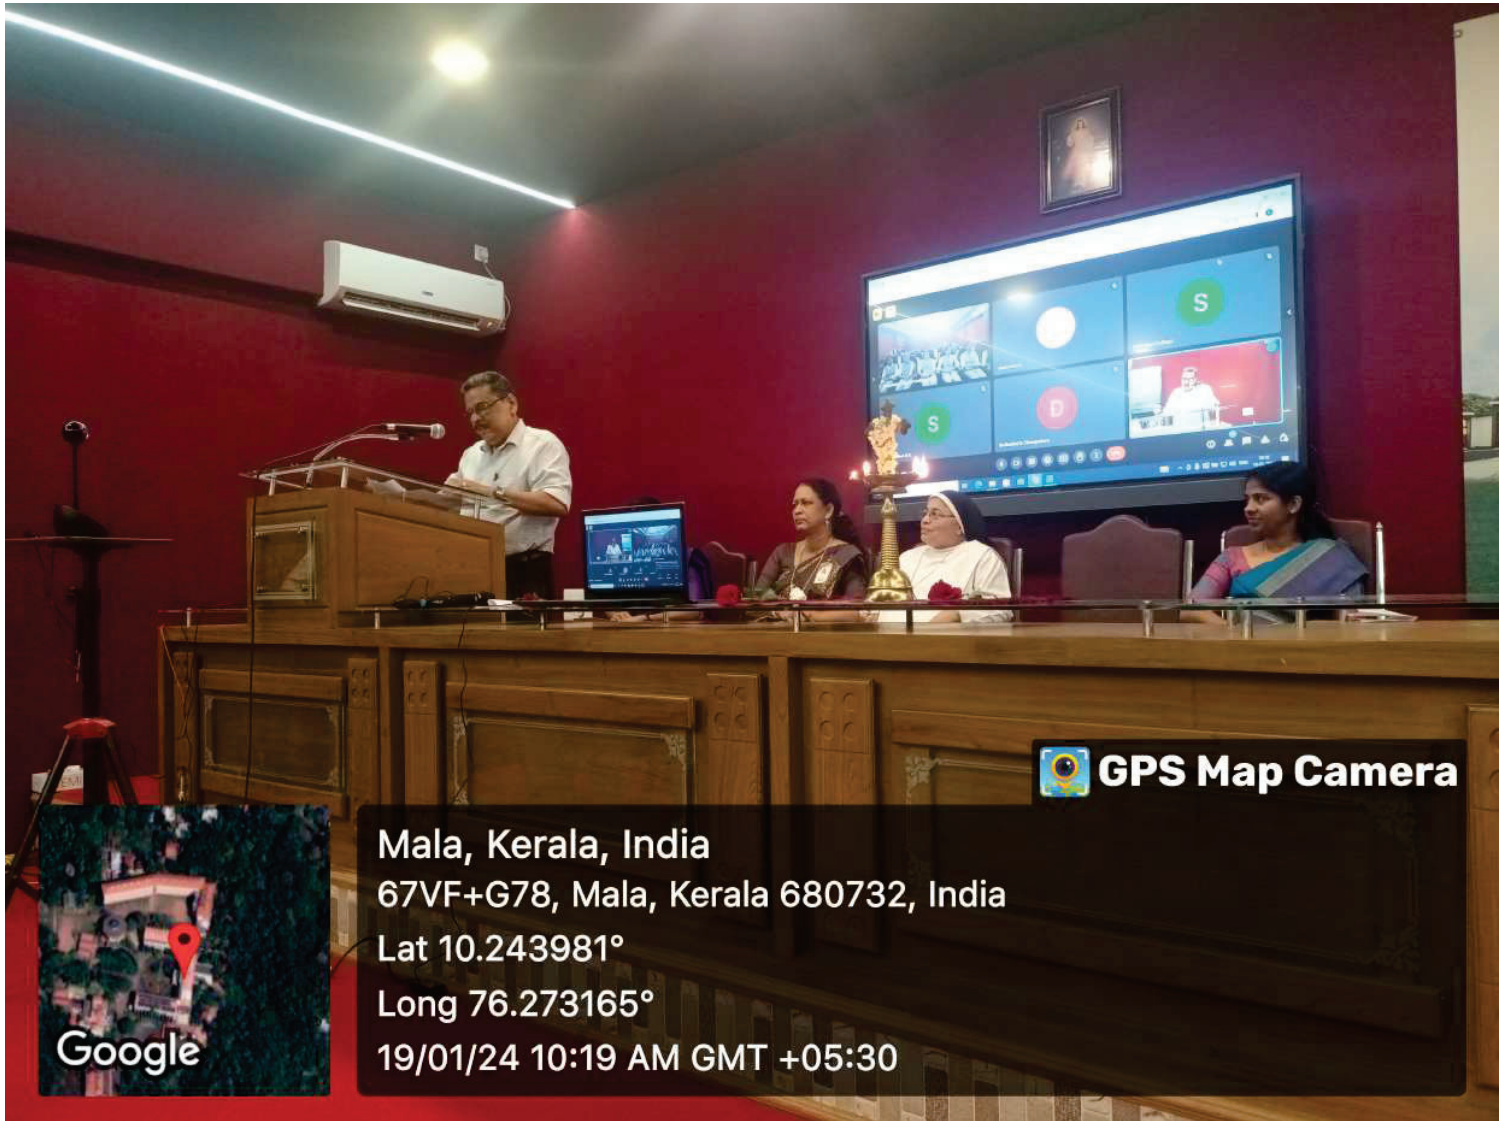 S
S
D
GPS Map Camera
Mala, Kerala, India
67VF+G78, Mala, Kerala 680732, India
Lat 10.243981°
Long 76.273165°
19/01/24 10:19 AM GMT +05:30
Google